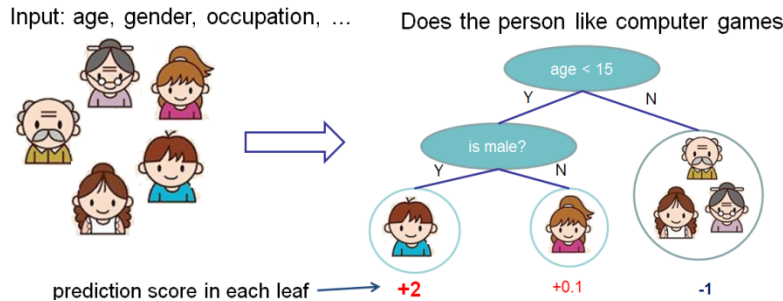 Input: age, gender, occupation, ...
Does the person like computer games
age < 15
Y
N
is male?
Y
N
prediction score in each leaf
+2
+0.1
-1